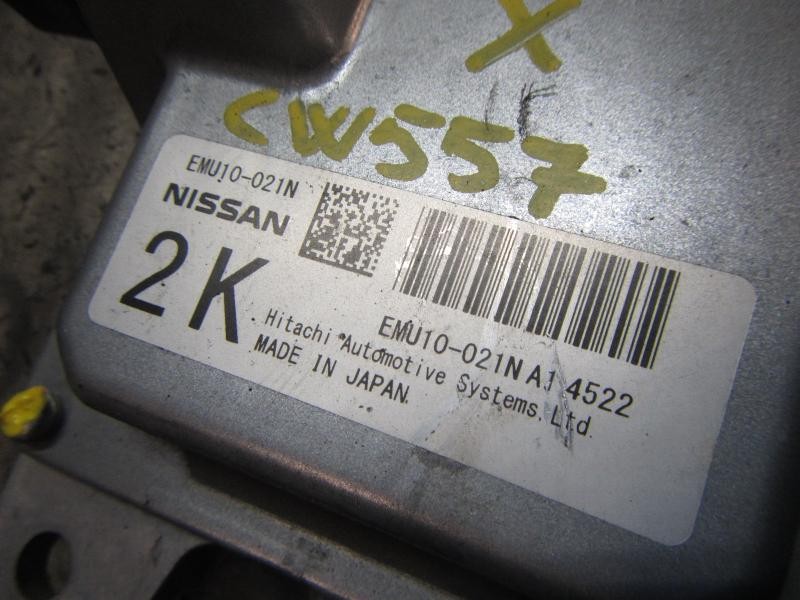 X
CW557
EMU10-021N
NISSAN
2K
EMU10-021N A1 4522
Hitachi Automotive Systems, Ltd.
MADE IN JAPAN.